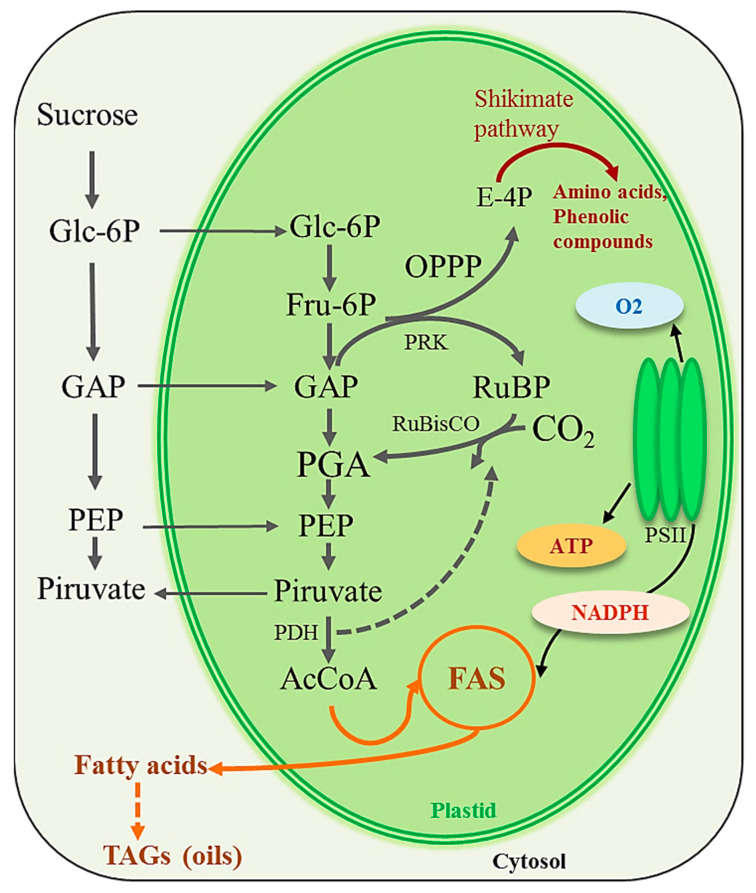 Shikimate
pathway
Sucrose
E-4P
Amino acids,
Phenolic
compounds
Glc-6P
Glc-6P
OPPP
Fru-6P
O2
PRK
GAP
GAP
RuBP
RuBisCO
CO2
PGA
PEP
PEP
PSII
ATP
Piruvate
Piruvate
NADPH
PDH
AcCoA
FAS
Fatty acids
Plastid
TAGs (oils)
Cytosol